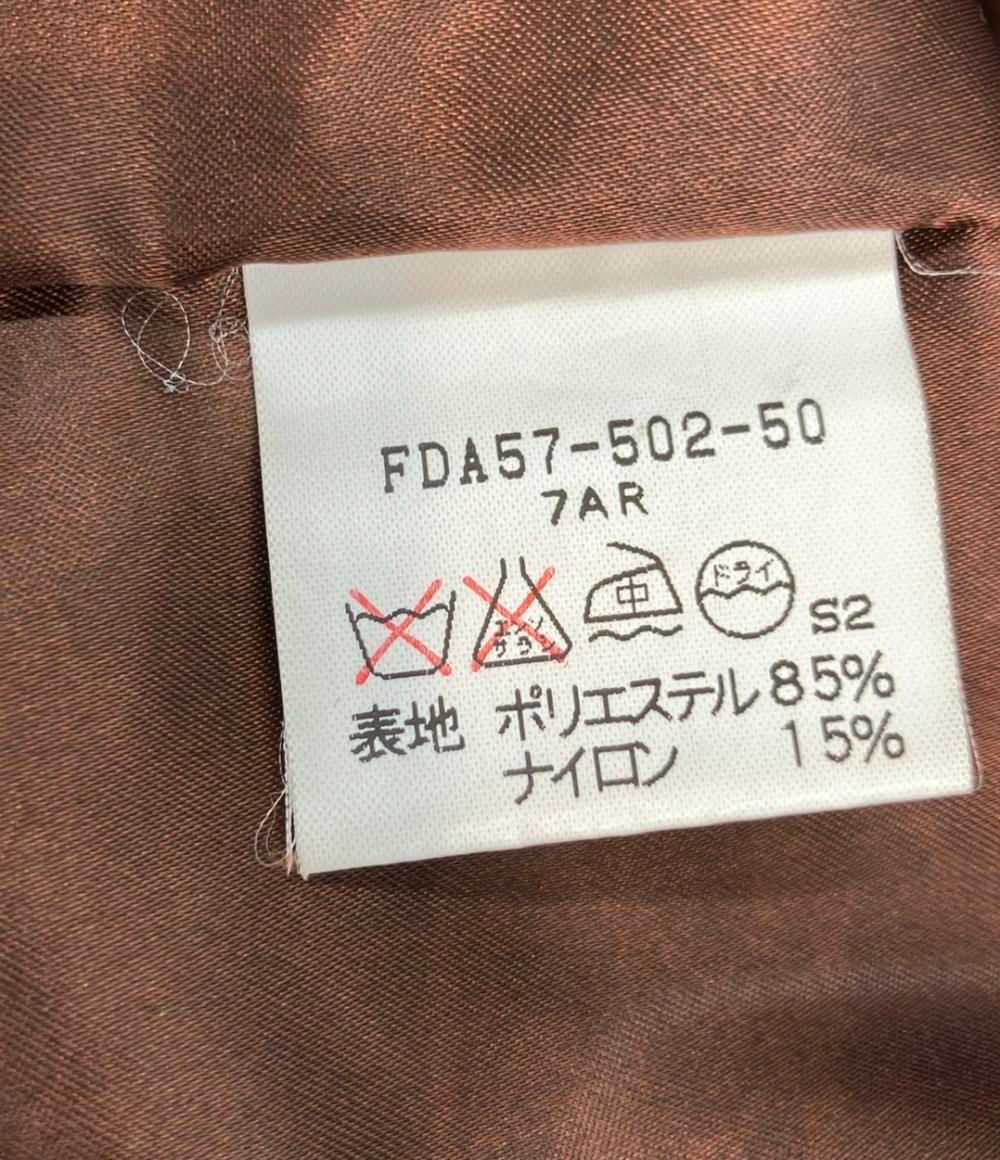 FDA57-502-50
7AR
エンソ
サラシ
中
ドライ
S2
表地 ポリエステル 85%
ナイロン 15%